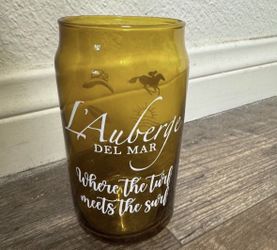 L'Auberge
DEL MAR
Where the turf
meets the surf